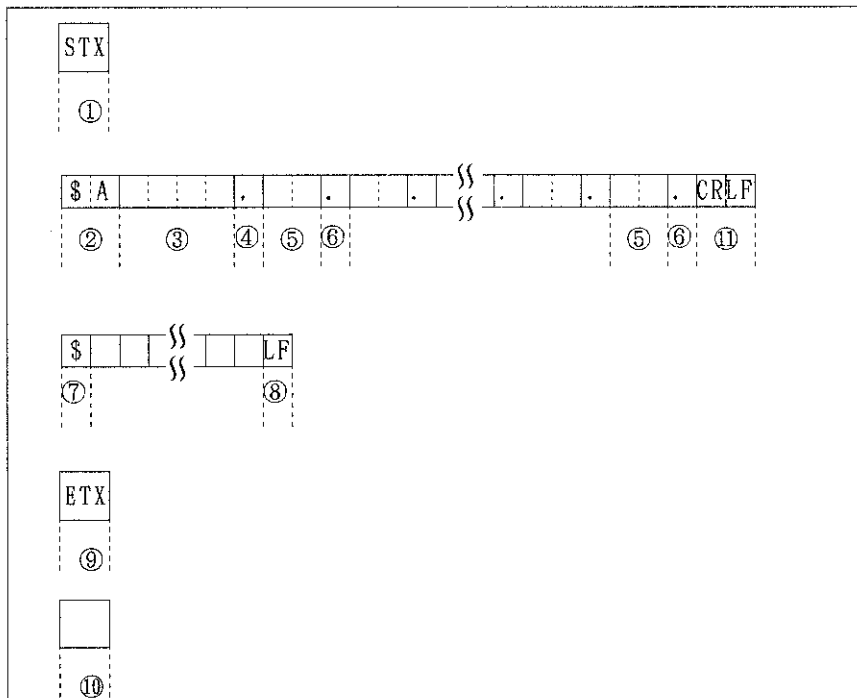 STX
①
$ A , . . . . . CR LF
② ③ ④ ⑤ ⑥ ⑤ ⑥ ⑪
$ LF
⑦ ⑧
ETX
⑨
⑩